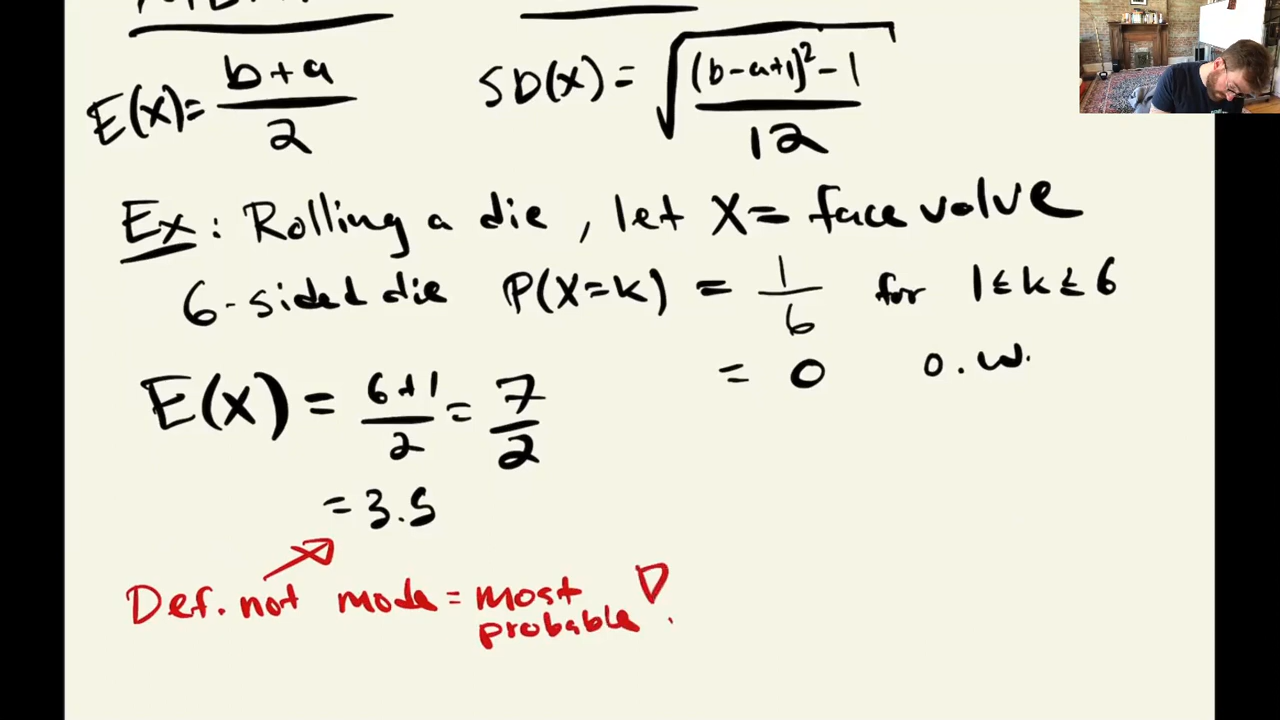 E(X) = b+a / 2 SD(X) = √((b-a+1)² - 1 / 12)
Ex: Rolling a die, let X = face value
6-sided die P(X=k) = 1/6 for 1 ≤ k ≤ 6
= 0 o.w.
E(X) = 6+1 / 2 = 7/2
= 3.5
Def. not mode = most
probable!